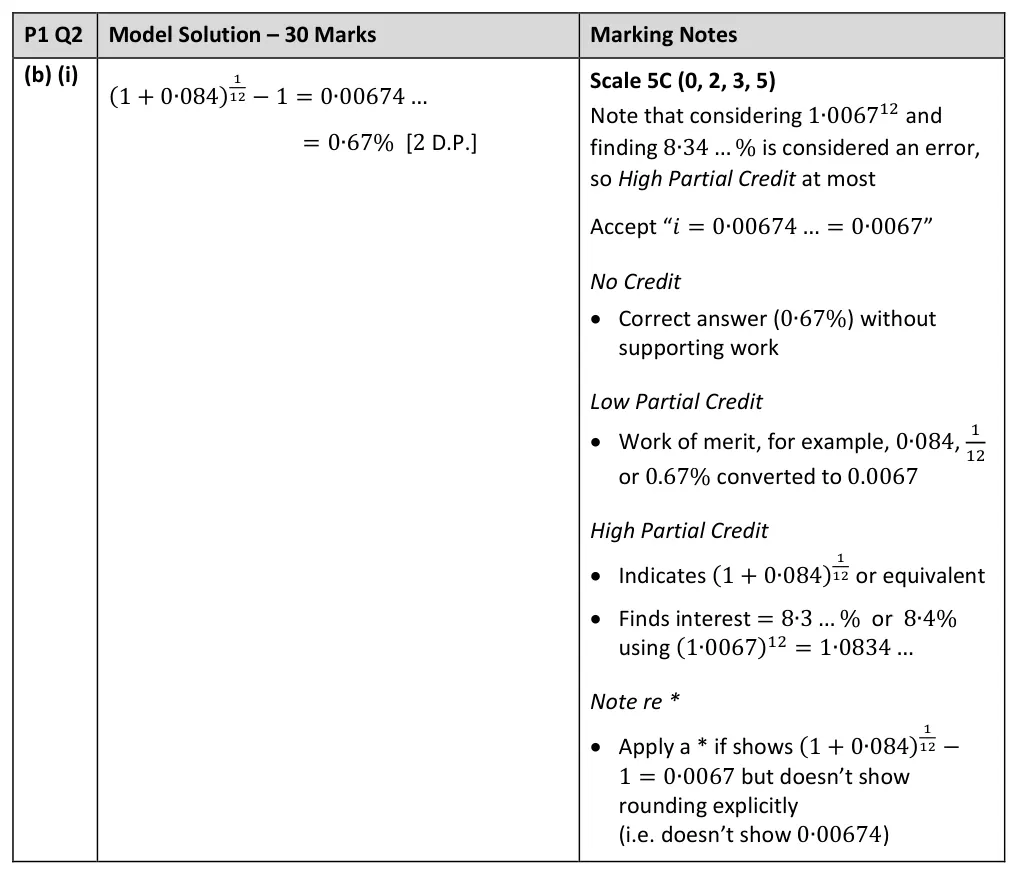 P1 Q2 Model Solution – 30 Marks Marking Notes
(b) (i)
(1 + 0·084)^(1/12) − 1 = 0·00674 …
= 0·67% [2 D.P.]
Scale 5C (0, 2, 3, 5)
Note that considering 1·0067^12 and
finding 8·34 … % is considered an error,
so High Partial Credit at most
Accept “i = 0·00674 … = 0·0067”
No Credit
• Correct answer (0·67%) without
supporting work
Low Partial Credit
• Work of merit, for example, 0·084, 1/12
or 0.67% converted to 0.0067
High Partial Credit
• Indicates (1 + 0·084)^(1/12) or equivalent
• Finds interest = 8·3 … % or 8·4%
using (1·0067)^12 = 1·0834 …
Note re *
• Apply a * if shows (1 + 0·084)^(1/12) −
1 = 0·0067 but doesn’t show
rounding explicitly
(i.e. doesn’t show 0·00674)